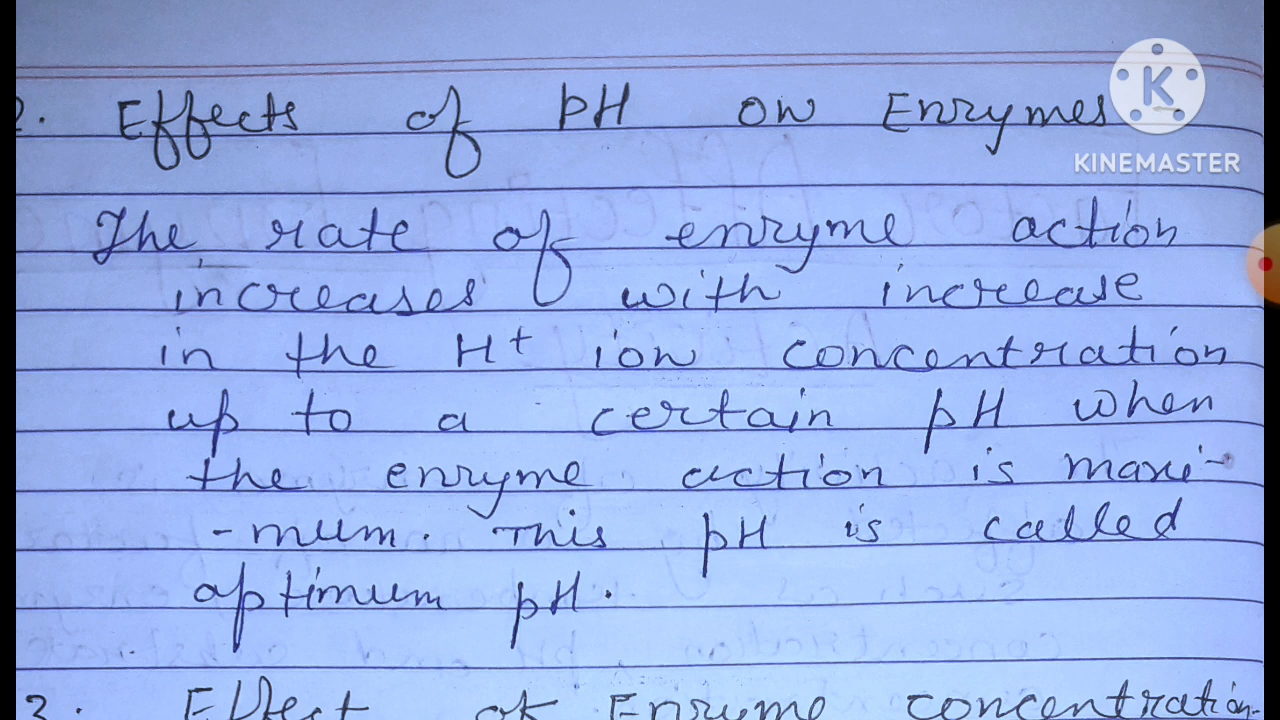 2. Effects of pH on Enzymes
KINEMASTER
The rate of enzyme action
increases with increase
in the H+ ion concentration
up to a certain pH when
the enzyme action is maxi-
-mum. This pH is called
optimum pH.
3. Effect of Enzyme concentration